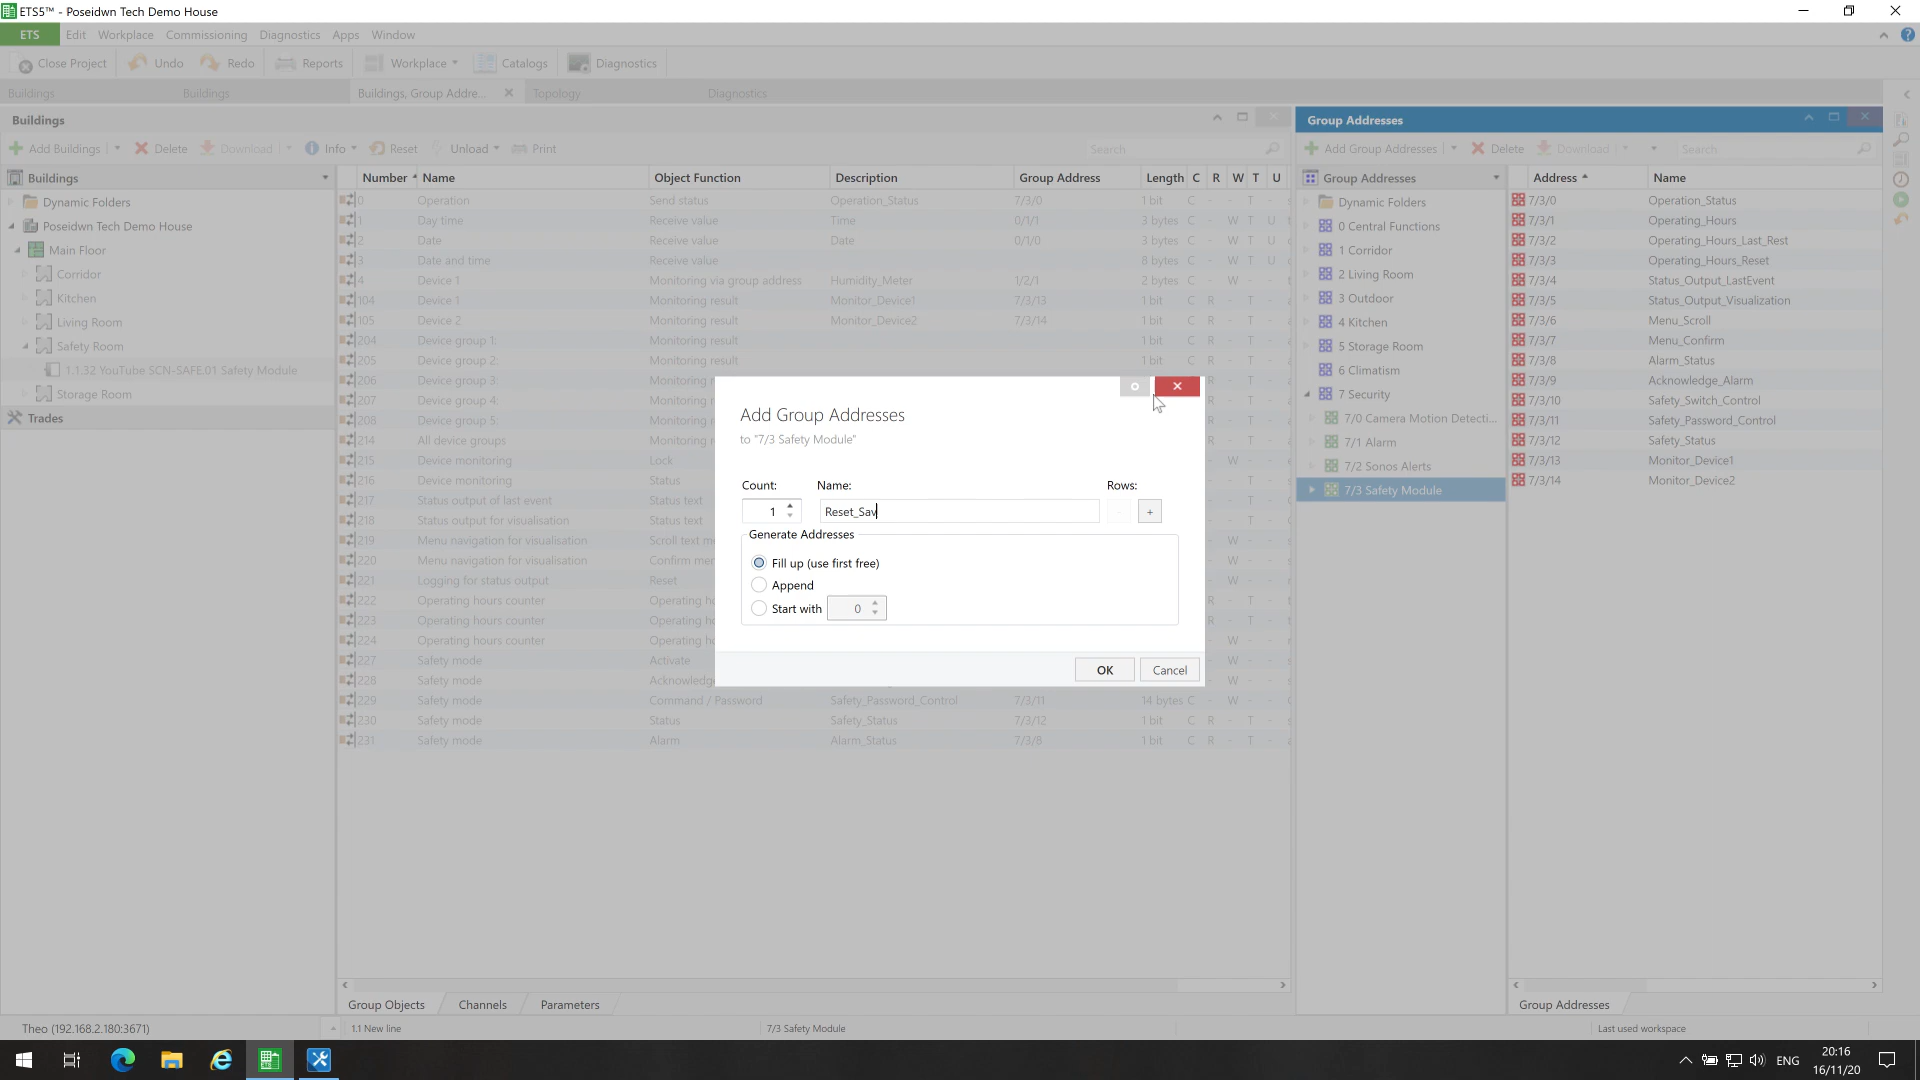 ETS5™ - Poseidwn Tech Demo House
ETS Edit Workplace Commissioning Diagnostics Apps Window
Close Project Undo Redo Reports Workplace Catalogs Diagnostics
Buildings Buildings Buildings, Group Addre... Topology Diagnostics
Buildings
Add Buildings Delete Download Info Reset Unload Print Search
Buildings
Dynamic Folders
Poseidwn Tech Demo House
Main Floor
Corridor
Kitchen
Living Room
Safety Room
1.1.32 YouTube SCN-SAFE.01 Safety Module
Storage Room
Trades
Number Name Object Function Description Group Address Length C R W T U
0 Operation Send status Operation_Status 7/3/0 1 bit C - - T -
1 Day time Receive value Time 0/1/1 3 bytes C - W T U
2 Date Receive value Date 0/1/0 3 bytes C - W T U
3 Date and time Receive value 8 bytes C - W T U
4 Device 1 Monitoring via group address Humidity_Meter 1/2/1 2 bytes C - W - -
104 Device 1 Monitoring result Monitor_Device1 7/3/13 1 bit C R - T -
105 Device 2 Monitoring result Monitor_Device2 7/3/14 1 bit C R - T -
204 Device group 1: Monitoring result 1 bit C R - T -
205 Device group 2: Monitoring result 1 bit C R - T -
206 Device group 3: Monitoring r R - T -
207 Device group 4: Monitoring r R - T -
208 Device group 5: Monitoring r R - T -
214 All device groups Monitoring r R - T -
215 Device monitoring Lock - W - -
216 Device monitoring Status R - T -
217 Status output of last event Status text R - T -
218 Status output for visualisation Status text R - T -
219 Menu navigation for visualisation Scroll text m - W - -
220 Menu navigation for visualisation Confirm mer - W - -
221 Logging for status output Reset - W - -
222 Operating hours counter Operating ho R - T -
223 Operating hours counter Operating ho R - T -
224 Operating hours counter Operating ho - W - -
227 Safety mode Activate - W - -
228 Safety mode Acknowledg - W - -
229 Safety mode Command / Password Safety_Password_Control 7/3/11 14 bytes C - W - -
230 Safety mode Status Safety_Status 7/3/12 1 bit C R - T -
231 Safety mode Alarm Alarm_Status 7/3/8 1 bit C R - T -
Add Group Addresses
to "7/3 Safety Module"
Count: Name: Rows:
1 Reset_Sav - +
Generate Addresses
Fill up (use first free)
Append
Start with 0
OK Cancel
Group Addresses
Add Group Addresses Delete Download Search
Group Addresses
Dynamic Folders
0 Central Functions
1 Corridor
2 Living Room
3 Outdoor
4 Kitchen
5 Storage Room
6 Climatism
7 Security
7/0 Camera Motion Detecti...
7/1 Alarm
7/2 Sonos Alerts
7/3 Safety Module
Address Name
7/3/0 Operation_Status
7/3/1 Operating_Hours
7/3/2 Operating_Hours_Last_Rest
7/3/3 Operating_Hours_Reset
7/3/4 Status_Output_LastEvent
7/3/5 Status_Output_Visualization
7/3/6 Menu_Scroll
7/3/7 Menu_Confirm
7/3/8 Alarm_Status
7/3/9 Acknowledge_Alarm
7/3/10 Safety_Switch_Control
7/3/11 Safety_Password_Control
7/3/12 Safety_Status
7/3/13 Monitor_Device1
7/3/14 Monitor_Device2
Group Objects Channels Parameters
Group Addresses
Theo (192.168.2.180:3671) 1.1 New line 7/3 Safety Module Last used workspace
ENG
20:16
16/11/20